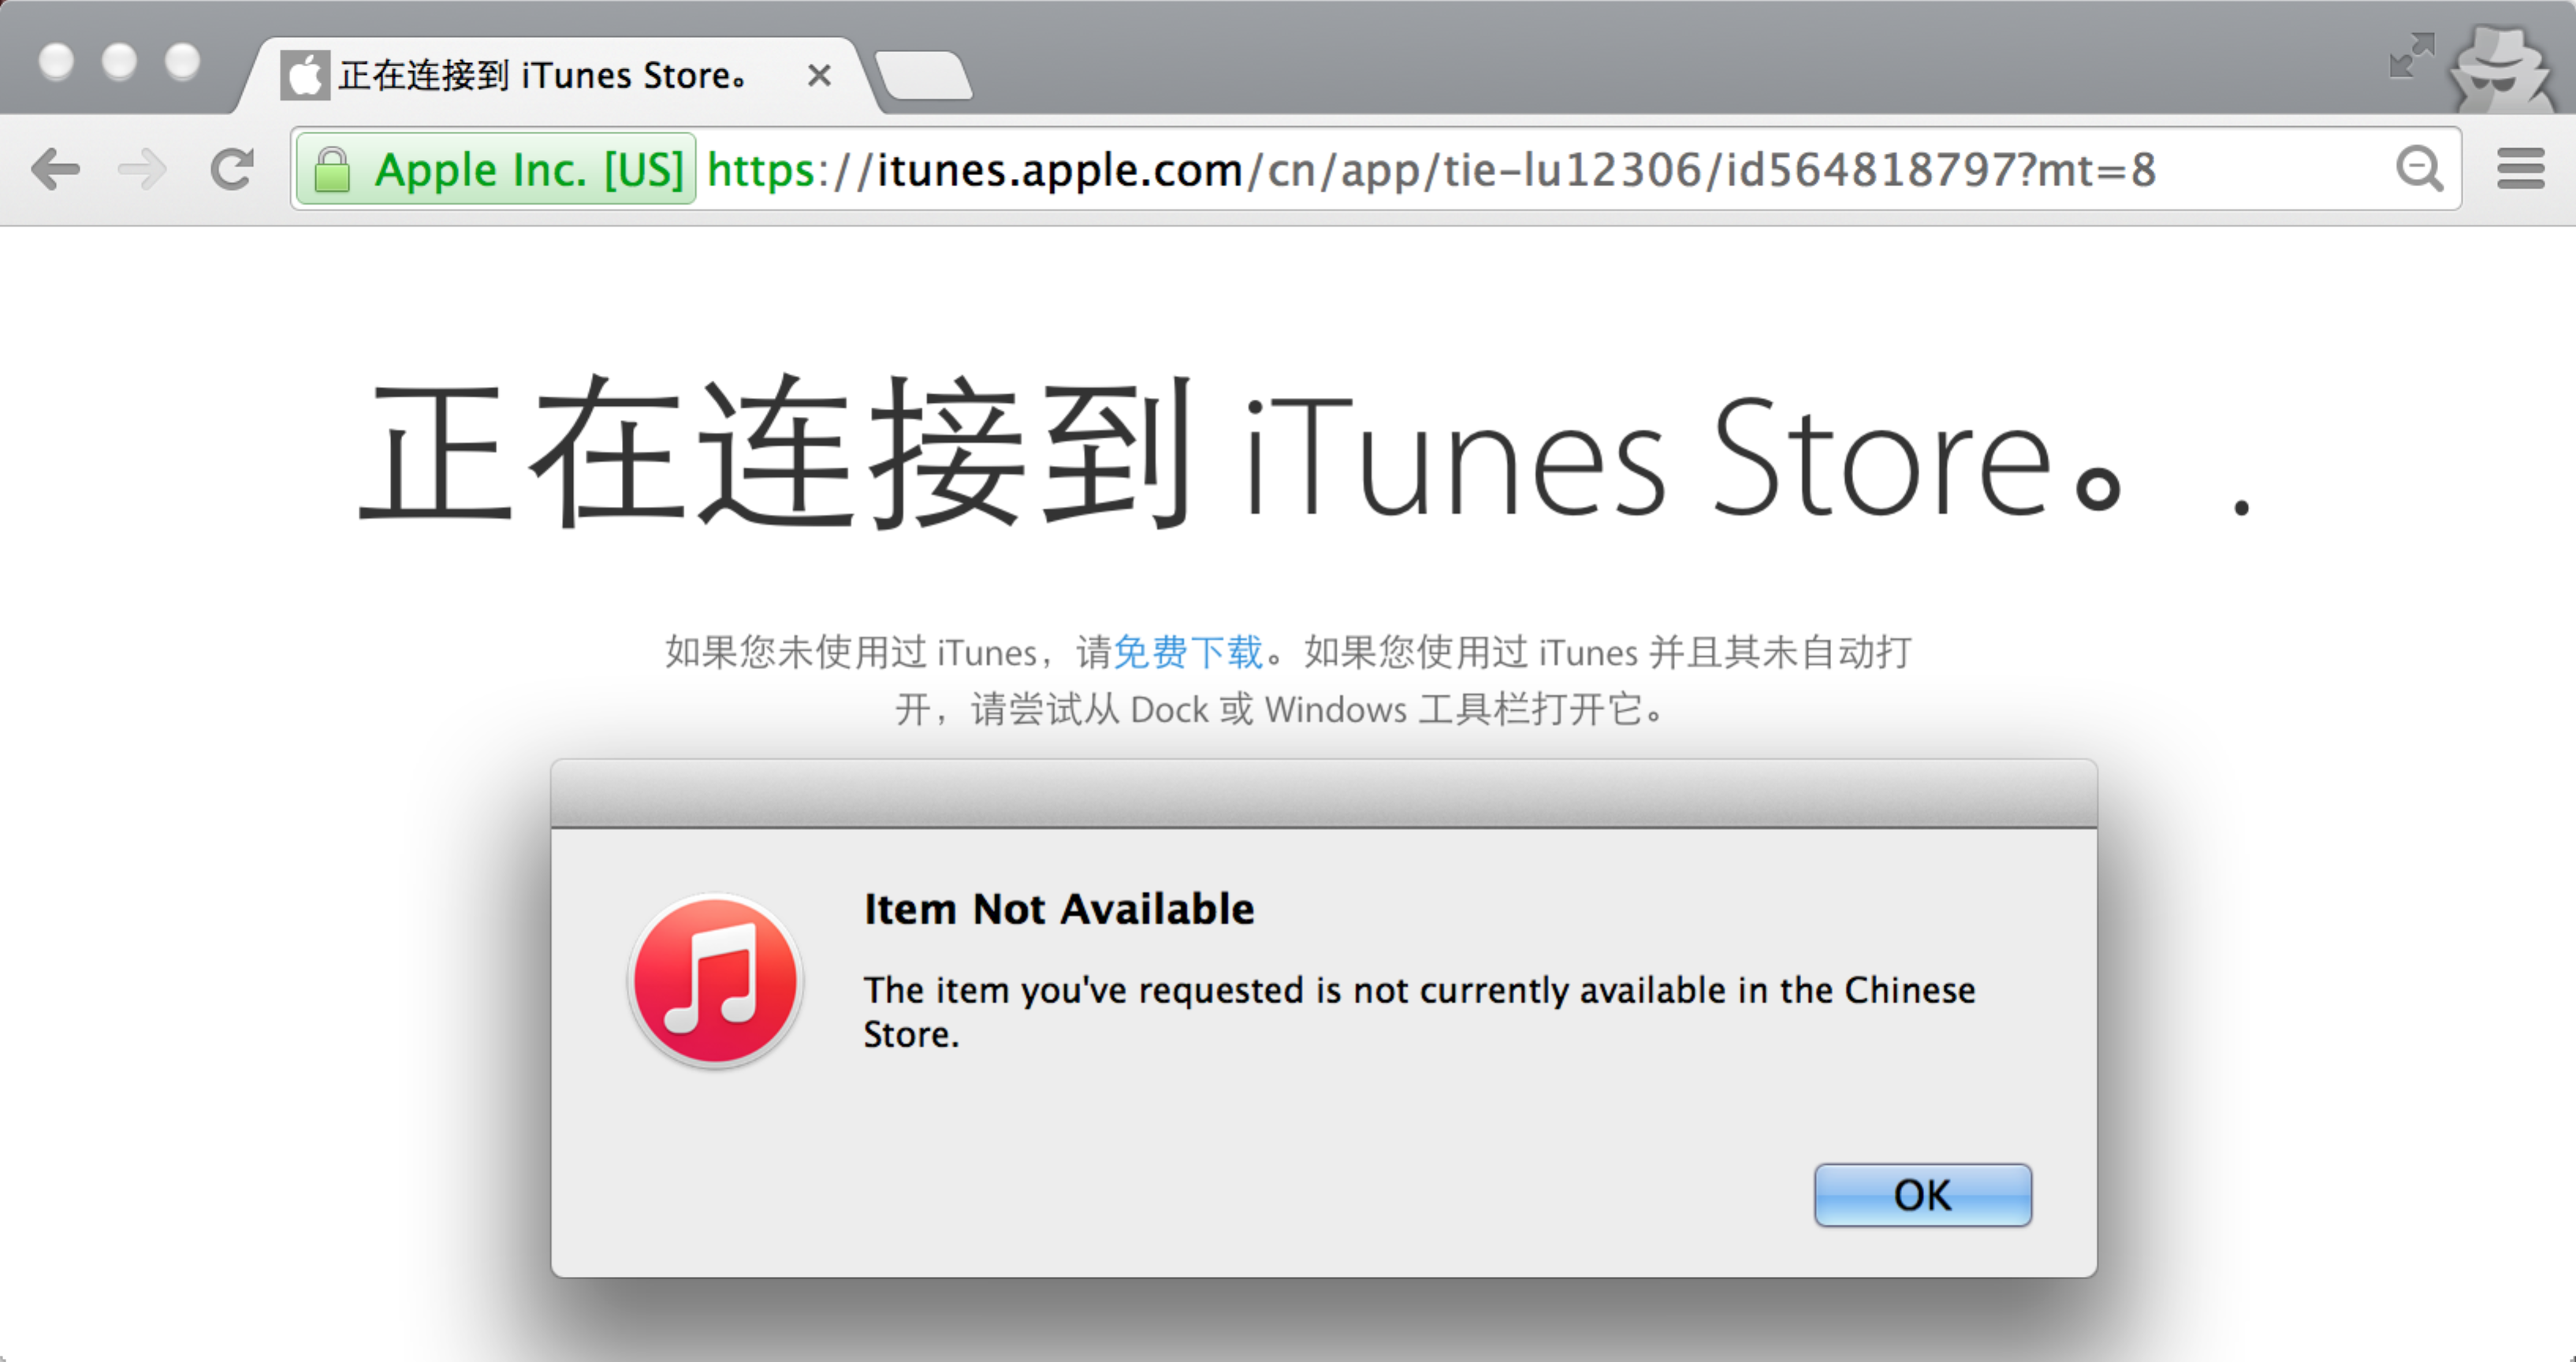 正在连接到 iTunes Store。
Apple Inc. [US] https://itunes.apple.com/cn/app/tie-lu12306/id564818797?mt=8
正在连接到 iTunes Store。 .
如果您未使用过 iTunes，请免费下载。如果您使用过 iTunes 并且其未自动打
开，请尝试从 Dock 或 Windows 工具栏打开它。
Item Not Available
The item you've requested is not currently available in the Chinese
Store.
OK